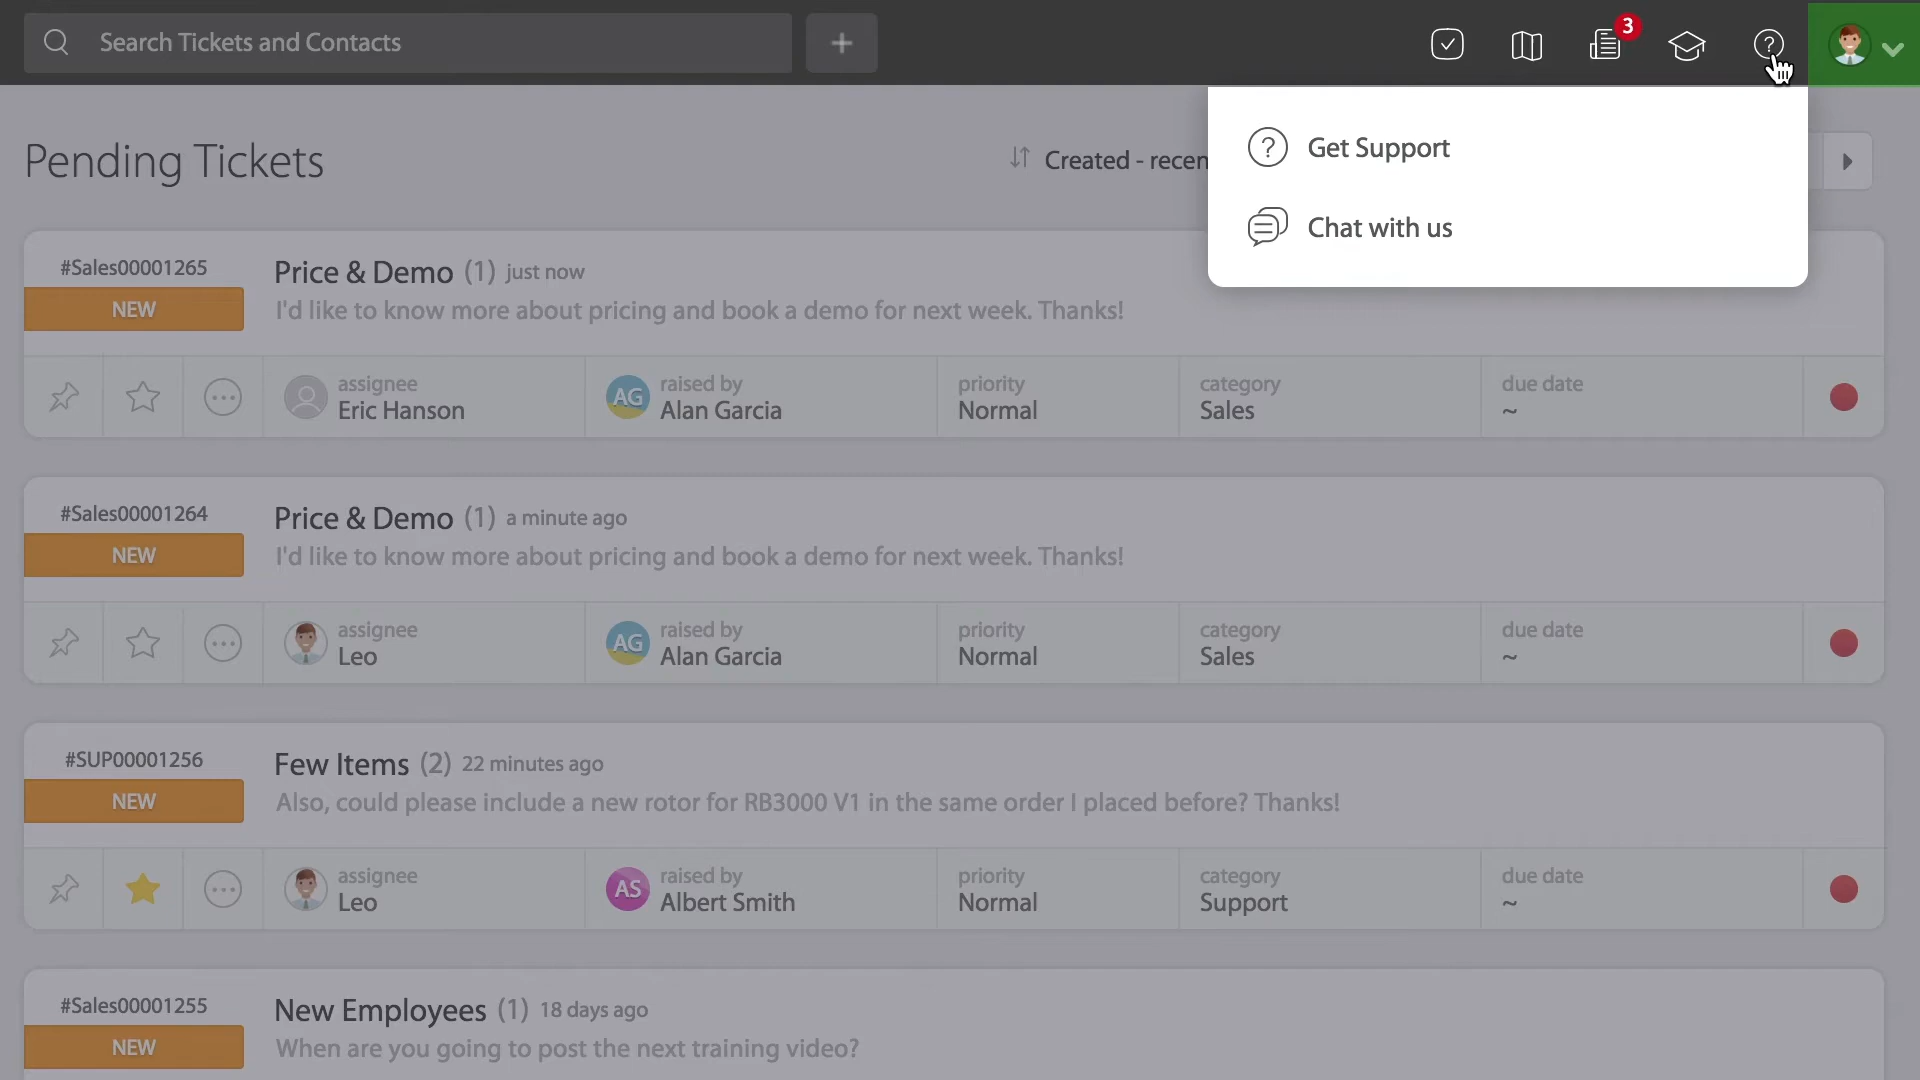 Search Tickets and Contacts
+
3
?
Get Support
Chat with us
Pending Tickets
Created - recen
#Sales00001265
NEW
Price & Demo (1) just now
I'd like to know more about pricing and book a demo for next week. Thanks!
assignee
Eric Hanson
AG
raised by
Alan Garcia
priority
Normal
category
Sales
due date
~
#Sales00001264
NEW
Price & Demo (1) a minute ago
I'd like to know more about pricing and book a demo for next week. Thanks!
assignee
Leo
AG
raised by
Alan Garcia
priority
Normal
category
Sales
due date
~
#SUP00001256
NEW
Few Items (2) 22 minutes ago
Also, could please include a new rotor for RB3000 V1 in the same order I placed before? Thanks!
assignee
Leo
AS
raised by
Albert Smith
priority
Normal
category
Support
due date
~
#Sales00001255
NEW
New Employees (1) 18 days ago
When are you going to post the next training video?